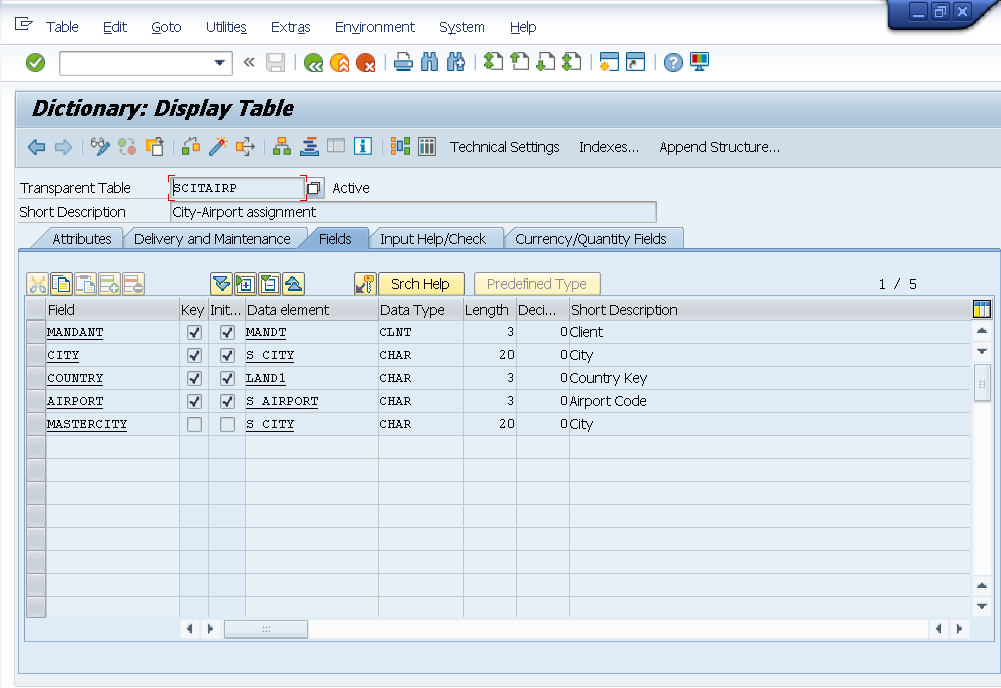 Table Edit Goto Utilities Extras Environment System Help
Dictionary: Display Table
Technical Settings Indexes... Append Structure...
Transparent Table SCITAIRP Active
Short Description City-Airport assignment
Attributes Delivery and Maintenance Fields Input Help/Check Currency/Quantity Fields
Srch Help Predefined Type 1 / 5
Field Key Init... Data element Data Type Length Deci... Short Description
MANDANT MANDT CLNT 3 0 Client
CITY S_CITY CHAR 20 0 City
COUNTRY LAND1 CHAR 3 0 Country Key
AIRPORT S_AIRPORT CHAR 3 0 Airport Code
MASTERCITY S_CITY CHAR 20 0 City